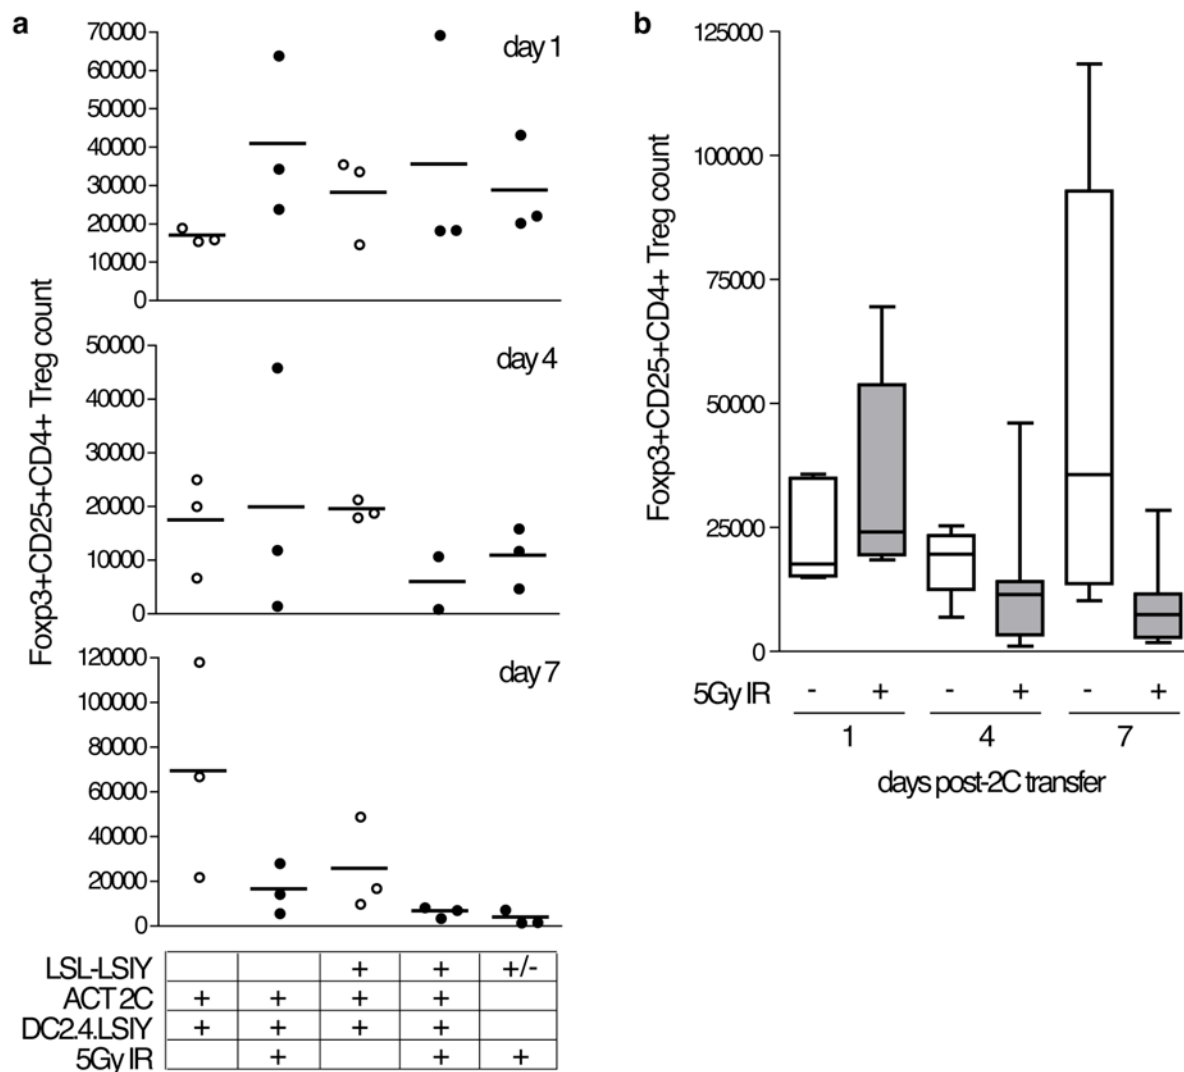 a
70000
60000
50000
40000
30000
20000
10000
0
day 1
50000
40000
30000
20000
10000
0
day 4
120000
100000
80000
60000
40000
20000
0
day 7
Foxp3+CD25+CD4+ Treg count
LSL-LSIY + + +/-
ACT 2C + + + +
DC2.4.LSIY + + + +
5Gy IR + + +
b
125000
100000
75000
50000
25000
0
Foxp3+CD25+CD4+ Treg count
5Gy IR - + - + - +
1 4 7
days post-2C transfer